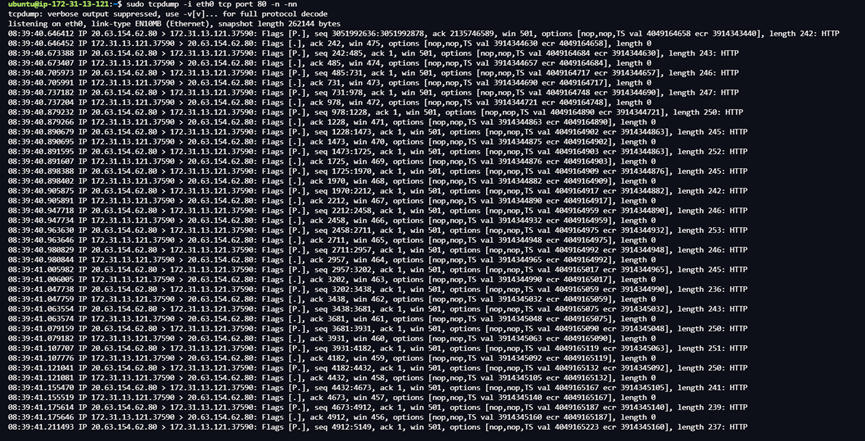 ubuntu@ip-172-31-13-121:~$ sudo tcpdump -i eth0 tcp port 80 -n -nn
tcpdump: verbose output suppressed, use -v[v]... for full protocol decode
listening on eth0, link-type EN10MB (Ethernet), snapshot length 262144 bytes
08:39:40.646412 IP 20.63.154.62.80 > 172.31.13.121.37590: Flags [P.], seq 3051992636:3051992878, ack 2135746589, win 501, options [nop,nop,TS val 4049164658 ecr 3914343440], length 242: HTTP
08:39:40.646452 IP 172.31.13.121.37590 > 20.63.154.62.80: Flags [.], ack 242, win 475, options [nop,nop,TS val 3914344630 ecr 4049164658], length 0
08:39:40.673388 IP 20.63.154.62.80 > 172.31.13.121.37590: Flags [P.], seq 242:485, ack 1, win 501, options [nop,nop,TS val 4049164684 ecr 3914344630], length 243: HTTP
08:39:40.673407 IP 172.31.13.121.37590 > 20.63.154.62.80: Flags [.], ack 485, win 474, options [nop,nop,TS val 3914344657 ecr 4049164684], length 0
08:39:40.705973 IP 20.63.154.62.80 > 172.31.13.121.37590: Flags [P.], seq 485:731, ack 1, win 501, options [nop,nop,TS val 4049164717 ecr 3914344657], length 246: HTTP
08:39:40.705991 IP 172.31.13.121.37590 > 20.63.154.62.80: Flags [.], ack 731, win 473, options [nop,nop,TS val 3914344690 ecr 4049164717], length 0
08:39:40.737182 IP 20.63.154.62.80 > 172.31.13.121.37590: Flags [P.], seq 731:978, ack 1, win 501, options [nop,nop,TS val 4049164748 ecr 3914344690], length 247: HTTP
08:39:40.737204 IP 172.31.13.121.37590 > 20.63.154.62.80: Flags [.], ack 978, win 472, options [nop,nop,TS val 3914344721 ecr 4049164748], length 0
08:39:40.879232 IP 20.63.154.62.80 > 172.31.13.121.37590: Flags [P.], seq 978:1228, ack 1, win 501, options [nop,nop,TS val 4049164890 ecr 3914344721], length 250: HTTP
08:39:40.879266 IP 172.31.13.121.37590 > 20.63.154.62.80: Flags [.], ack 1228, win 471, options [nop,nop,TS val 3914344863 ecr 4049164890], length 0
08:39:40.890679 IP 20.63.154.62.80 > 172.31.13.121.37590: Flags [P.], seq 1228:1473, ack 1, win 501, options [nop,nop,TS val 4049164902 ecr 3914344863], length 245: HTTP
08:39:40.890695 IP 172.31.13.121.37590 > 20.63.154.62.80: Flags [.], ack 1473, win 470, options [nop,nop,TS val 3914344875 ecr 4049164902], length 0
08:39:40.891595 IP 20.63.154.62.80 > 172.31.13.121.37590: Flags [P.], seq 1473:1725, ack 1, win 501, options [nop,nop,TS val 4049164903 ecr 3914344863], length 252: HTTP
08:39:40.891607 IP 172.31.13.121.37590 > 20.63.154.62.80: Flags [.], ack 1725, win 469, options [nop,nop,TS val 3914344876 ecr 4049164903], length 0
08:39:40.898388 IP 20.63.154.62.80 > 172.31.13.121.37590: Flags [P.], seq 1725:1970, ack 1, win 501, options [nop,nop,TS val 4049164909 ecr 3914344876], length 245: HTTP
08:39:40.898402 IP 172.31.13.121.37590 > 20.63.154.62.80: Flags [.], ack 1970, win 468, options [nop,nop,TS val 3914344882 ecr 4049164909], length 0
08:39:40.905875 IP 20.63.154.62.80 > 172.31.13.121.37590: Flags [P.], seq 1970:2212, ack 1, win 501, options [nop,nop,TS val 4049164917 ecr 3914344882], length 242: HTTP
08:39:40.905891 IP 172.31.13.121.37590 > 20.63.154.62.80: Flags [.], ack 2212, win 467, options [nop,nop,TS val 3914344890 ecr 4049164917], length 0
08:39:40.947718 IP 20.63.154.62.80 > 172.31.13.121.37590: Flags [P.], seq 2212:2458, ack 1, win 501, options [nop,nop,TS val 4049164959 ecr 3914344890], length 246: HTTP
08:39:40.947734 IP 172.31.13.121.37590 > 20.63.154.62.80: Flags [.], ack 2458, win 466, options [nop,nop,TS val 3914344932 ecr 4049164959], length 0
08:39:40.963630 IP 20.63.154.62.80 > 172.31.13.121.37590: Flags [P.], seq 2458:2711, ack 1, win 501, options [nop,nop,TS val 4049164975 ecr 3914344932], length 253: HTTP
08:39:40.963646 IP 172.31.13.121.37590 > 20.63.154.62.80: Flags [.], ack 2711, win 465, options [nop,nop,TS val 3914344948 ecr 4049164975], length 0
08:39:40.980829 IP 20.63.154.62.80 > 172.31.13.121.37590: Flags [P.], seq 2711:2957, ack 1, win 501, options [nop,nop,TS val 4049164992 ecr 3914344948], length 246: HTTP
08:39:40.980844 IP 172.31.13.121.37590 > 20.63.154.62.80: Flags [.], ack 2957, win 464, options [nop,nop,TS val 3914344965 ecr 4049164992], length 0
08:39:41.005982 IP 20.63.154.62.80 > 172.31.13.121.37590: Flags [P.], seq 2957:3202, ack 1, win 501, options [nop,nop,TS val 4049165017 ecr 3914344965], length 245: HTTP
08:39:41.006005 IP 172.31.13.121.37590 > 20.63.154.62.80: Flags [.], ack 3202, win 463, options [nop,nop,TS val 3914344990 ecr 4049165017], length 0
08:39:41.047738 IP 20.63.154.62.80 > 172.31.13.121.37590: Flags [P.], seq 3202:3438, ack 1, win 501, options [nop,nop,TS val 4049165059 ecr 3914344990], length 236: HTTP
08:39:41.047759 IP 172.31.13.121.37590 > 20.63.154.62.80: Flags [.], ack 3438, win 462, options [nop,nop,TS val 3914345032 ecr 4049165059], length 0
08:39:41.063554 IP 20.63.154.62.80 > 172.31.13.121.37590: Flags [P.], seq 3438:3681, ack 1, win 501, options [nop,nop,TS val 4049165075 ecr 3914345032], length 243: HTTP
08:39:41.063574 IP 172.31.13.121.37590 > 20.63.154.62.80: Flags [.], ack 3681, win 461, options [nop,nop,TS val 3914345048 ecr 4049165075], length 0
08:39:41.079159 IP 20.63.154.62.80 > 172.31.13.121.37590: Flags [P.], seq 3681:3931, ack 1, win 501, options [nop,nop,TS val 4049165090 ecr 3914345048], length 250: HTTP
08:39:41.079182 IP 172.31.13.121.37590 > 20.63.154.62.80: Flags [.], ack 3931, win 460, options [nop,nop,TS val 3914345063 ecr 4049165090], length 0
08:39:41.107707 IP 20.63.154.62.80 > 172.31.13.121.37590: Flags [P.], seq 3931:4182, ack 1, win 501, options [nop,nop,TS val 4049165119 ecr 3914345063], length 251: HTTP
08:39:41.107776 IP 172.31.13.121.37590 > 20.63.154.62.80: Flags [.], ack 4182, win 459, options [nop,nop,TS val 3914345092 ecr 4049165119], length 0
08:39:41.121041 IP 20.63.154.62.80 > 172.31.13.121.37590: Flags [P.], seq 4182:4432, ack 1, win 501, options [nop,nop,TS val 4049165132 ecr 3914345092], length 250: HTTP
08:39:41.121081 IP 172.31.13.121.37590 > 20.63.154.62.80: Flags [.], ack 4432, win 458, options [nop,nop,TS val 3914345105 ecr 4049165132], length 0
08:39:41.155470 IP 20.63.154.62.80 > 172.31.13.121.37590: Flags [P.], seq 4432:4673, ack 1, win 501, options [nop,nop,TS val 4049165167 ecr 3914345105], length 241: HTTP
08:39:41.155519 IP 172.31.13.121.37590 > 20.63.154.62.80: Flags [.], ack 4673, win 457, options [nop,nop,TS val 3914345140 ecr 4049165167], length 0
08:39:41.175614 IP 20.63.154.62.80 > 172.31.13.121.37590: Flags [P.], seq 4673:4912, ack 1, win 501, options [nop,nop,TS val 4049165187 ecr 3914345140], length 239: HTTP
08:39:41.175646 IP 172.31.13.121.37590 > 20.63.154.62.80: Flags [.], ack 4912, win 456, options [nop,nop,TS val 3914345160 ecr 4049165187], length 0
08:39:41.211493 IP 20.63.154.62.80 > 172.31.13.121.37590: Flags [P.], seq 4912:5149, ack 1, win 501, options [nop,nop,TS val 4049165223 ecr 3914345160], length 237: HTTP